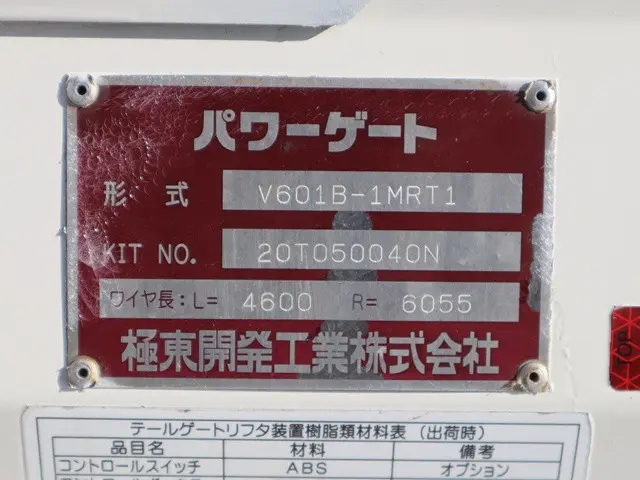 パワーゲート
形式 V601B-1MRT1
KIT NO. 20T050040N
ワイヤ長:L= 4600 R= 6055
極東開発工業株式会社
テールゲートリフタ装置樹脂類材料表 (出荷時)
品目名 材料 備考
コントロールスイッチ ABS オプション